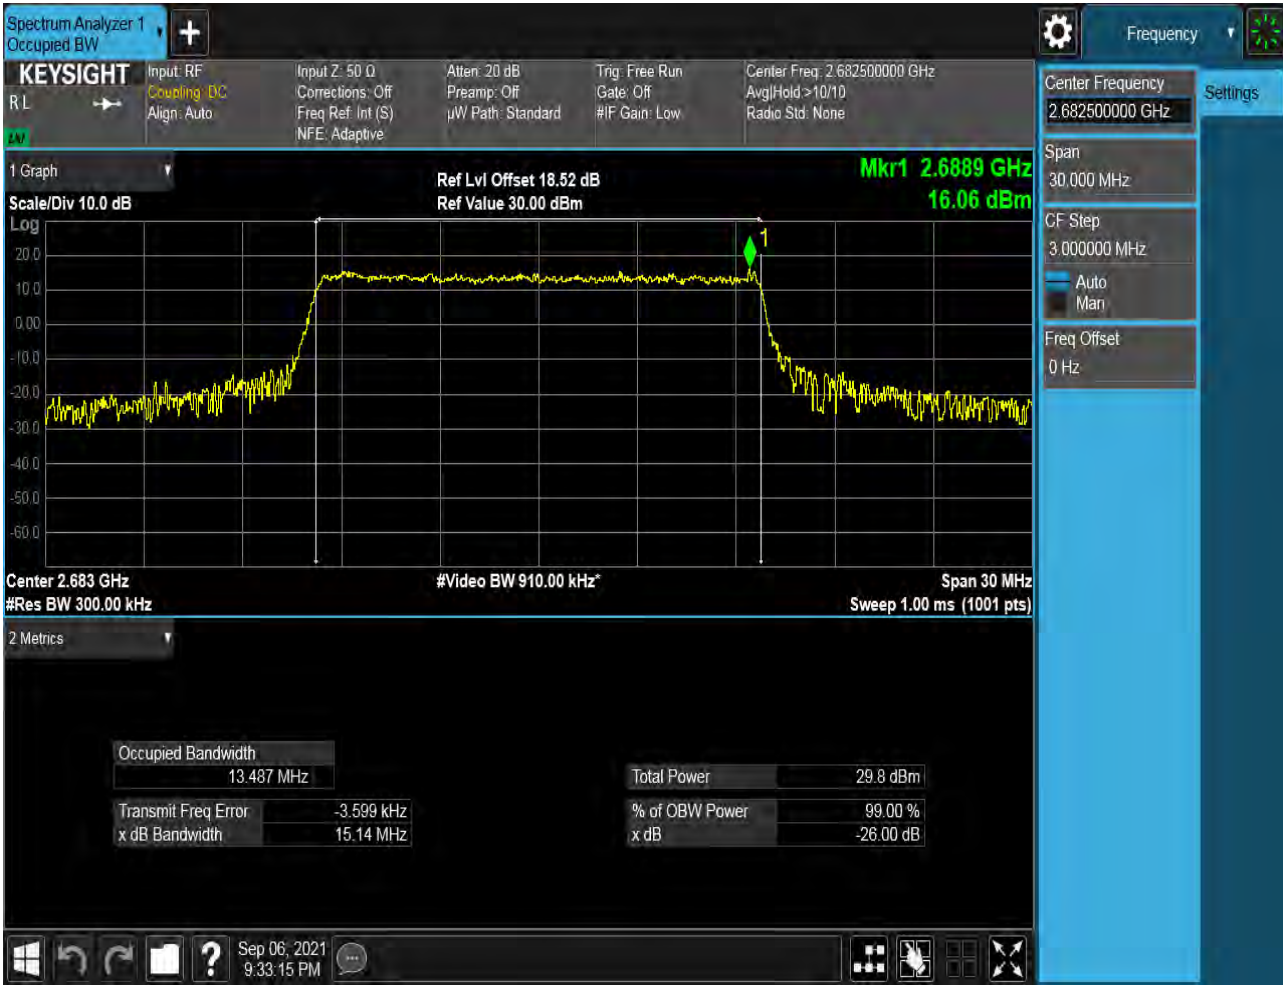 Spectrum Analyzer 1
Occupied BW
+
Frequency
KEYSIGHT
R L
Input: RF
Coupling: DC
Align: Auto
Input Z: 50 Ω
Corrections: Off
Freq Ref: Int (S)
NFE: Adaptive
Atten: 20 dB
Preamp: Off
µW Path: Standard
Trig: Free Run
Gate: Off
#IF Gain: Low
Center Freq: 2.682500000 GHz
Avg|Hold:>10/10
Radio Std: None
Center Frequency
2.682500000 GHz
Settings
Span
30.000 MHz
CF Step
3.000000 MHz
Auto
Man
Freq Offset
0 Hz
1 Graph
Scale/Div 10.0 dB
Ref Lvl Offset 18.52 dB
Ref Value 30.00 dBm
Mkr1 2.6889 GHz
16.06 dBm
Log
20.0
10.0
0.00
-10.0
-20.0
-30.0
-40.0
-50.0
-60.0
1
Center 2.683 GHz
#Res BW 300.00 kHz
#Video BW 910.00 kHz*
Span 30 MHz
Sweep 1.00 ms (1001 pts)
2 Metrics
Occupied Bandwidth
13.487 MHz
Transmit Freq Error -3.599 kHz
x dB Bandwidth 15.14 MHz
Total Power 29.8 dBm
% of OBW Power 99.00 %
x dB -26.00 dB
?
Sep 06, 2021
9:33:15 PM